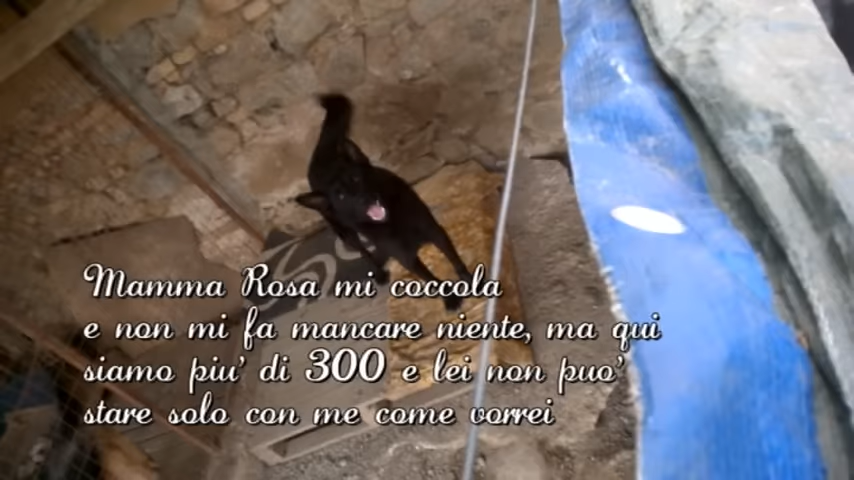 Mamma Rosa mi coccola
e non mi fa mancare niente, ma qui
siamo piu' di 300 e lei non puo'
stare solo con me come vorrei